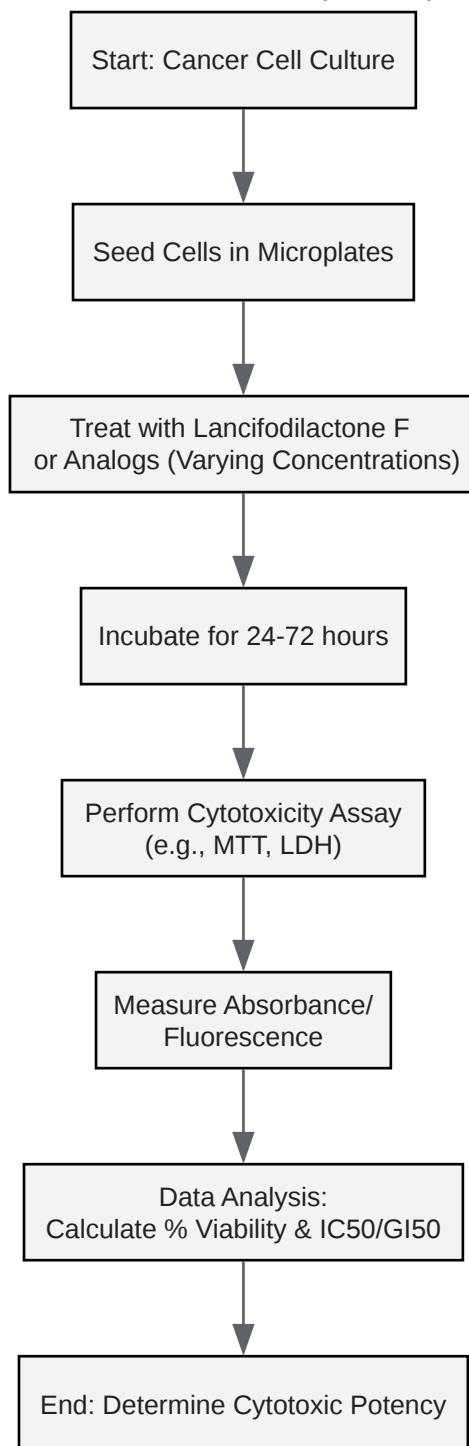 Start: Cancer Cell Culture
Seed Cells in Microplates
Treat with Lancifodilactone F
or Analogs (Varying Concentrations)
Incubate for 24-72 hours
Perform Cytotoxicity Assay
(e.g., MTT, LDH)
Measure Absorbance/
Fluorescence
Data Analysis:
Calculate % Viability & IC50/GI50
End: Determine Cytotoxic Potency